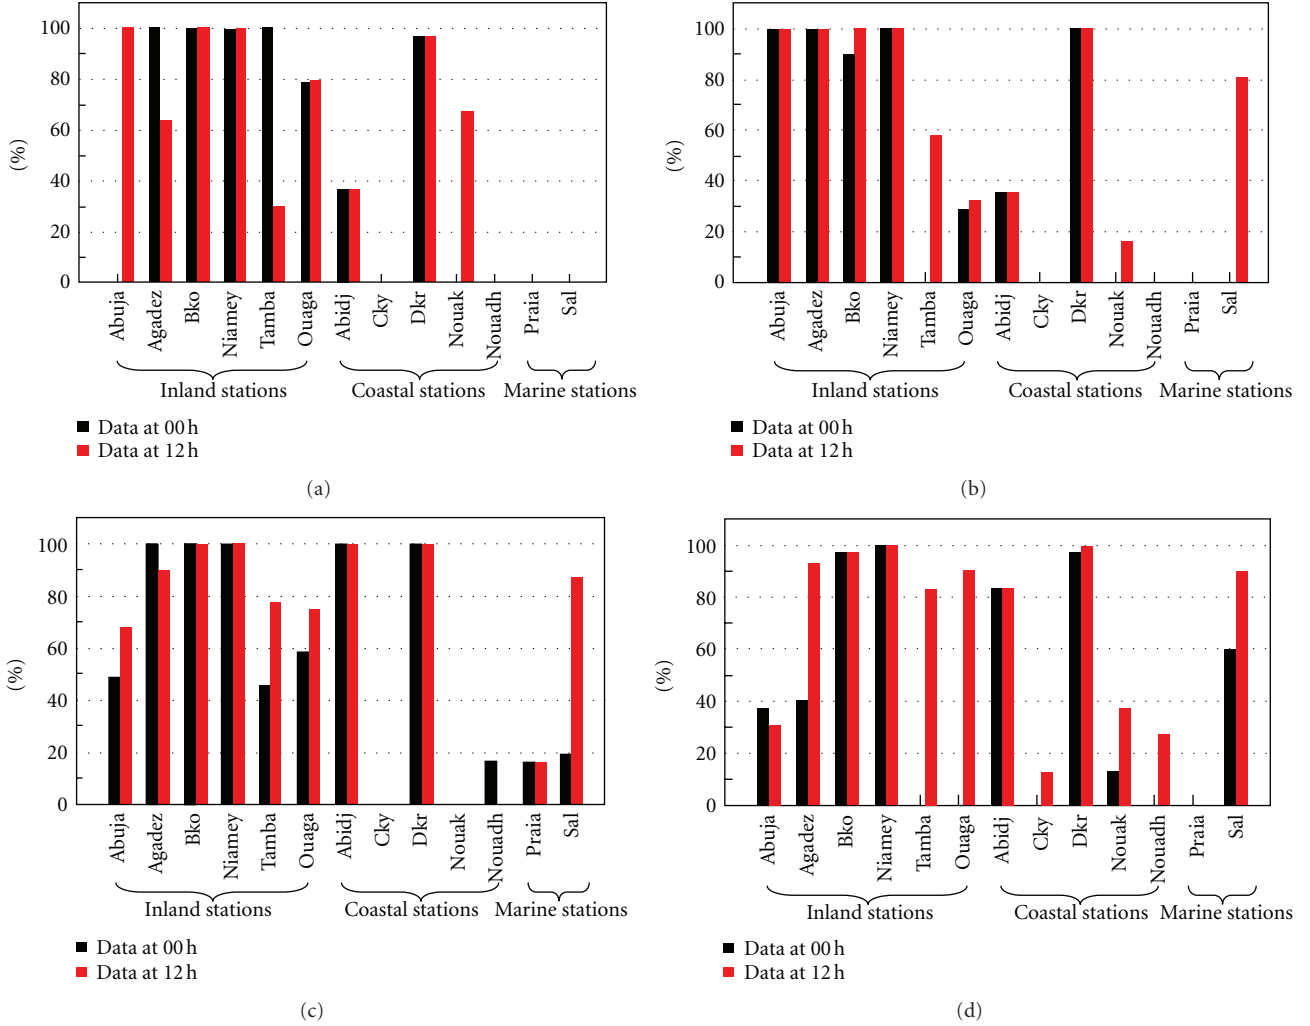 100
80
60
40
20
0
(%)
Abuja
Agadez
Bko
Niamey
Tamba
Ouaga
Abidj
Cky
Dkr
Nouak
Nouadh
Praia
Sal
Inland stations
Coastal stations
Marine stations
Data at 00 h
Data at 12 h
(a)
100
80
60
40
20
0
(%)
Abuja
Agadez
Bko
Niamey
Tamba
Ouaga
Abidj
Cky
Dkr
Nouak
Nouadh
Praia
Sal
Inland stations
Coastal stations
Marine stations
Data at 00 h
Data at 12 h
(b)
100
80
60
40
20
0
(%)
Abuja
Agadez
Bko
Niamey
Tamba
Ouaga
Abidj
Cky
Dkr
Nouak
Nouadh
Praia
Sal
Inland stations
Coastal stations
Marine stations
Data at 00 h
Data at 12 h
(c)
100
80
60
40
20
0
(%)
Abuja
Agadez
Bko
Niamey
Tamba
Ouaga
Abidj
Cky
Dkr
Nouak
Nouadh
Praia
Sal
Inland stations
Coastal stations
Marine stations
Data at 00 h
Data at 12 h
(d)